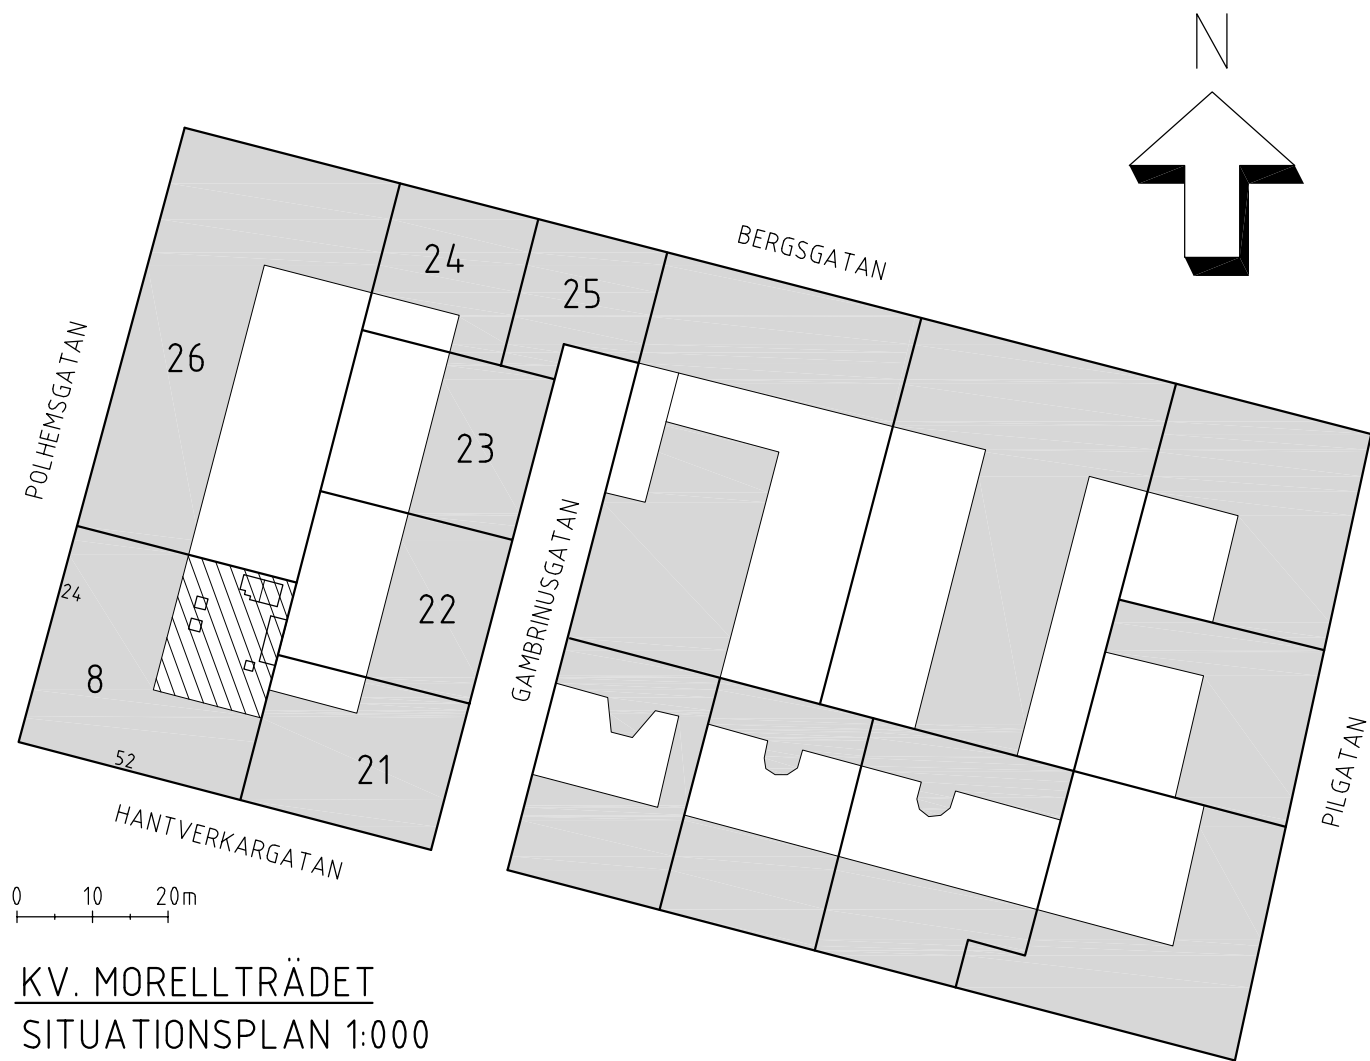 N
BERGSGATAN
24
25
26
POLHEMSGATAN
23
GAMBRINUSGATAN
24
22
8
21
52
PILGATAN
HANTVERKARGATAN
0 10 20m
KV. MORELLTRÄDET
SITUATIONSPLAN 1:000